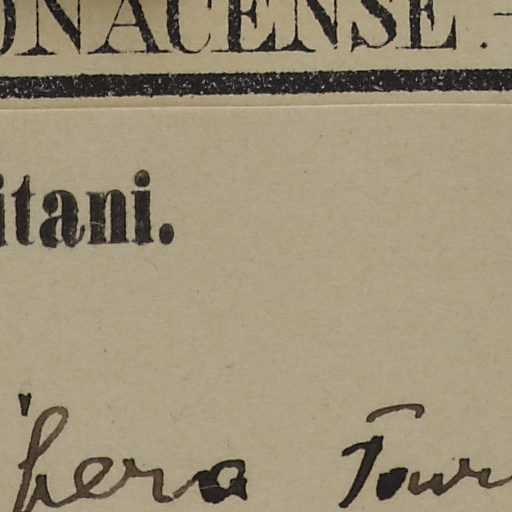 ONACENSE. –
itani.
hera Tour